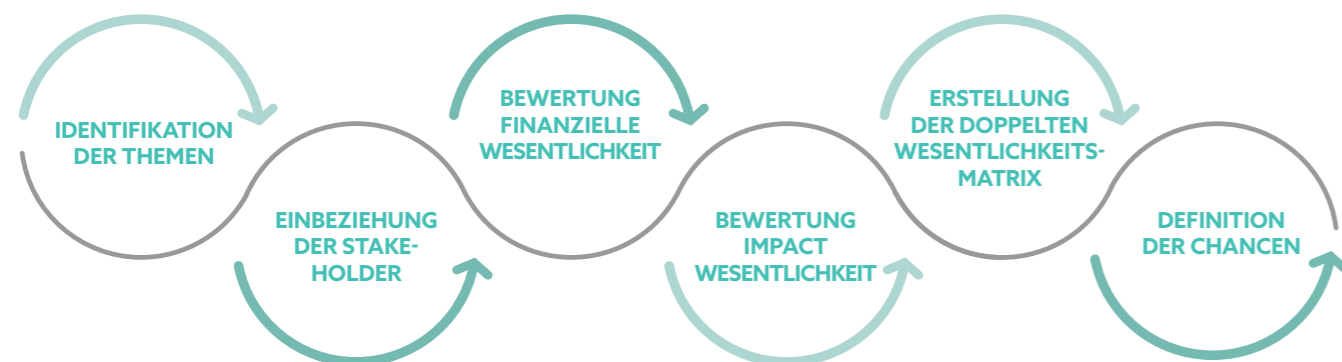 IDENTIFIKATION
DER THEMEN
EINBEZIEHUNG
DER STAKE-
HOLDER
BEWERTUNG
FINANZIELLE
WESENTLICHKEIT
BEWERTUNG
IMPACT
WESENTLICHKEIT
ERSTELLUNG
DER DOPPELTEN
WESENTLICHKEITS-
MATRIX
DEFINITION
DER CHANCEN